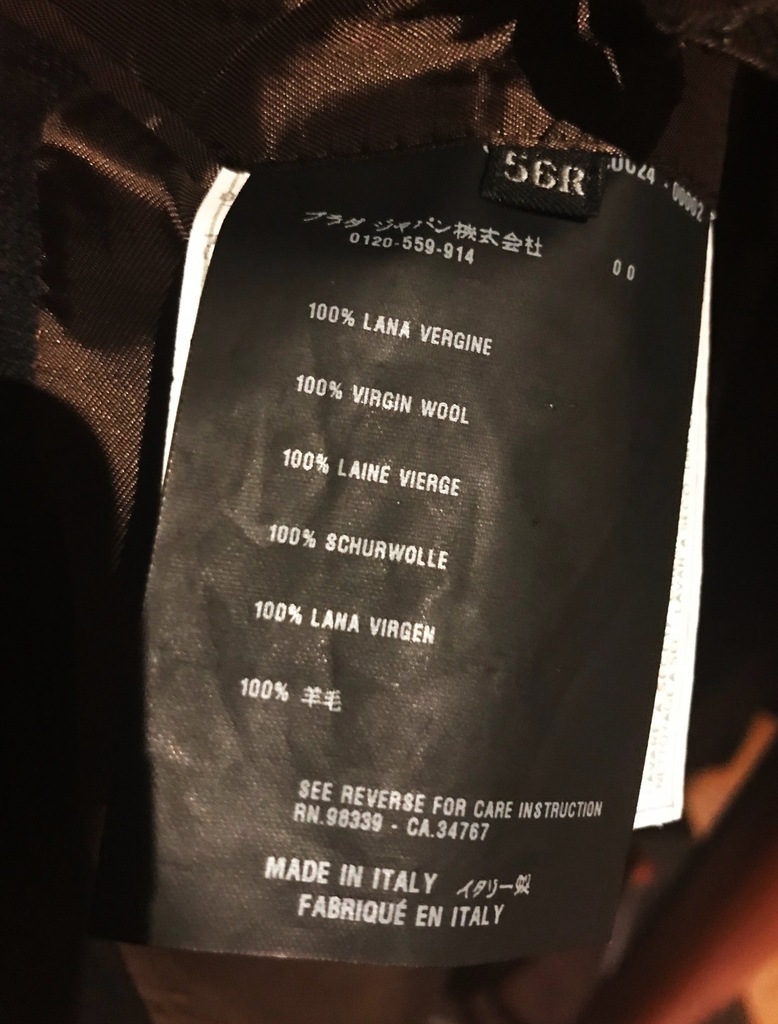 56R
プラダ ジャパン株式会社
0120-559-914
00
100% LANA VERGINE
100% VIRGIN WOOL
100% LAINE VIERGE
100% SCHURWOLLE
100% LANA VIRGEN
100% 羊毛
SEE REVERSE FOR CARE INSTRUCTION
RN.98339 - CA.34767
MADE IN ITALY イタリー製
FABRIQUÉ EN ITALY